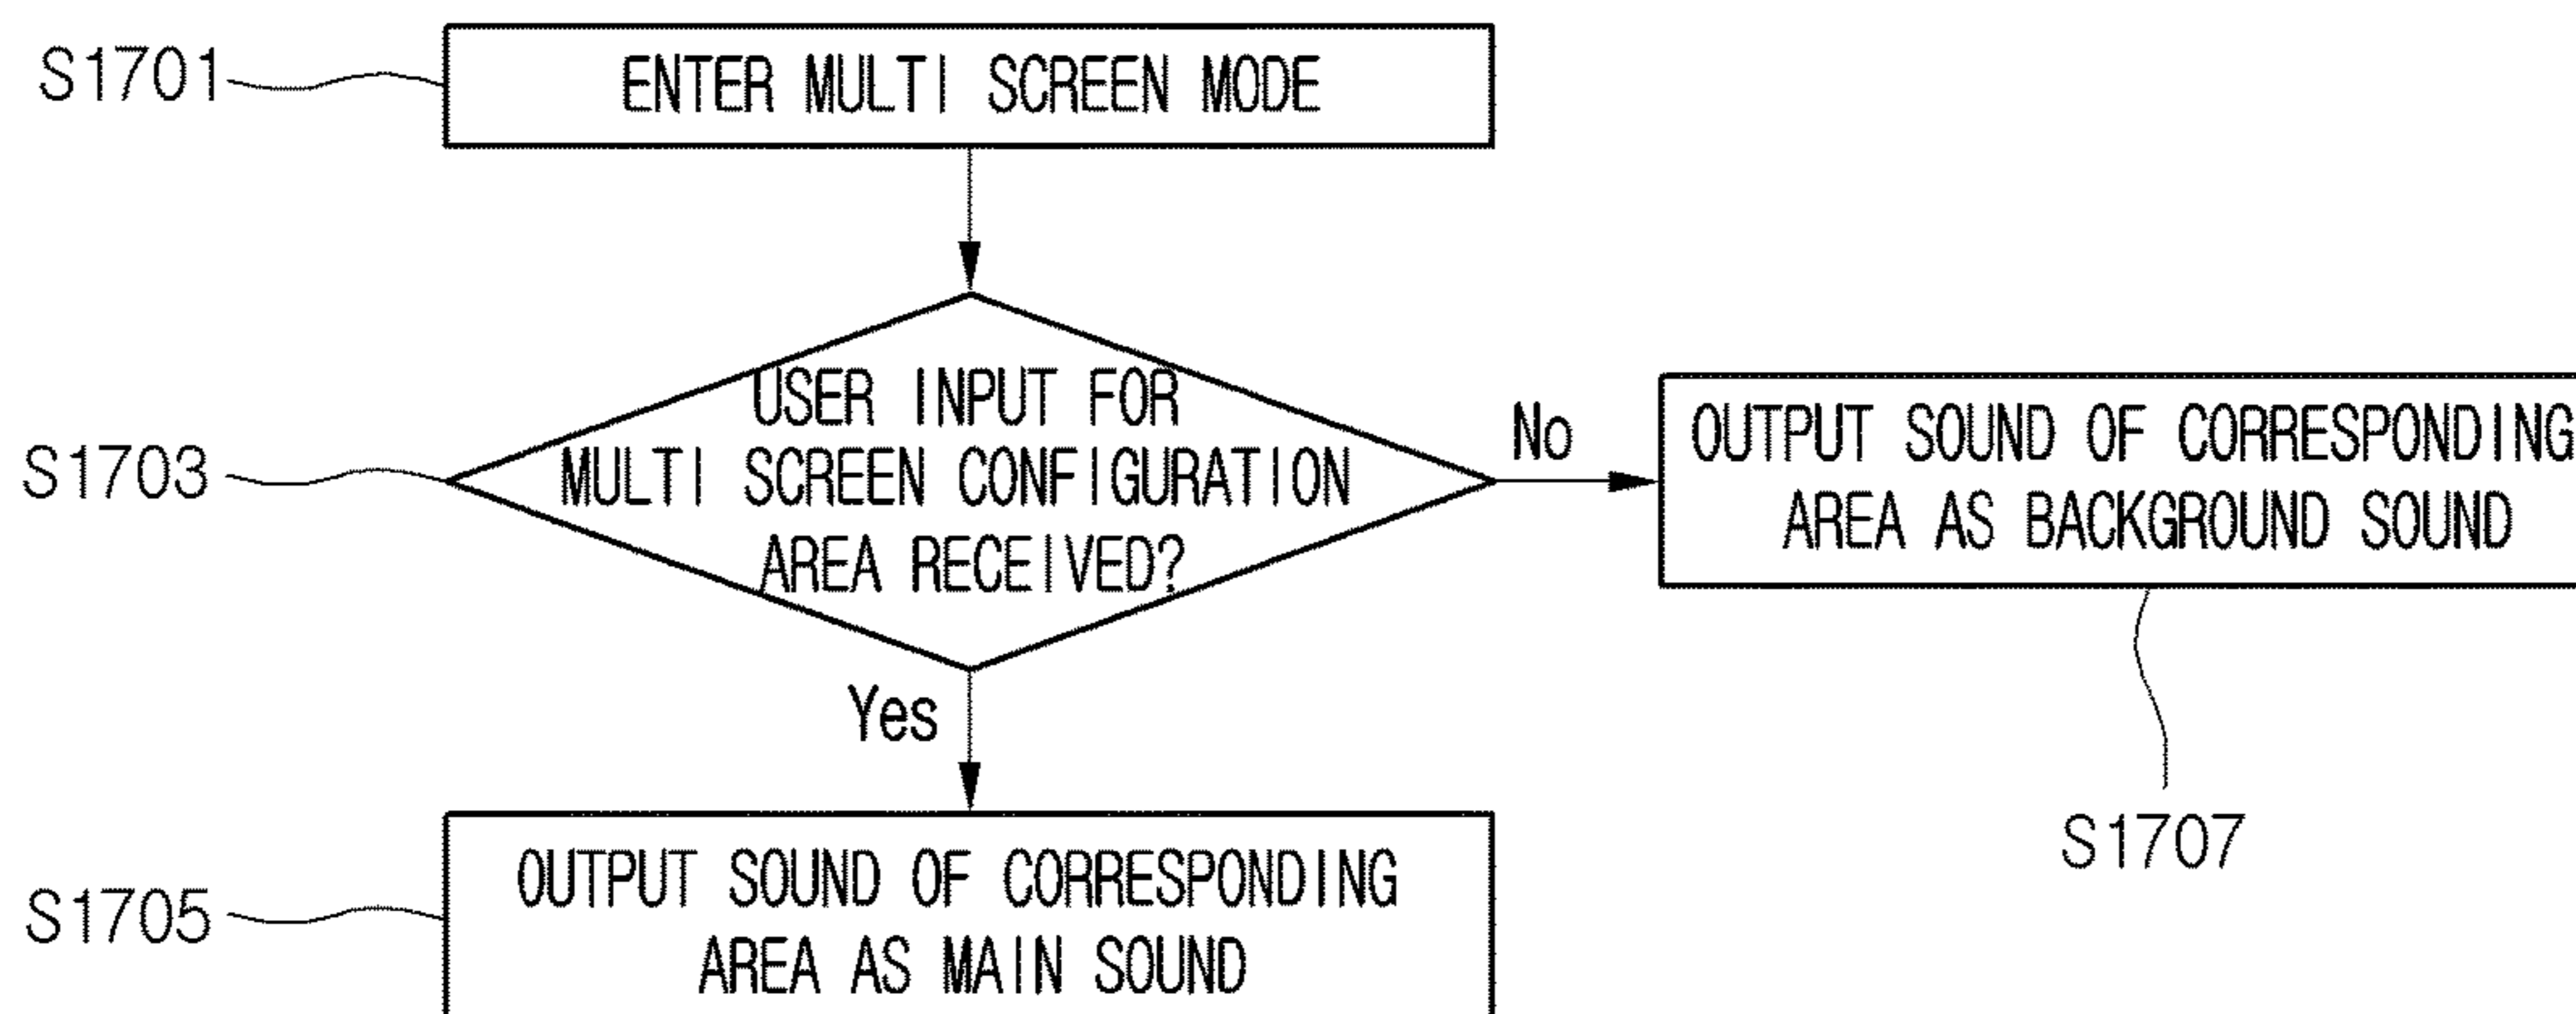 S1701
ENTER MULTI SCREEN MODE
S1703
USER INPUT FOR
MULTI SCREEN CONFIGURATION
AREA RECEIVED?
No
OUTPUT SOUND OF CORRESPONDING
AREA AS BACKGROUND SOUND
S1707
Yes
S1705
OUTPUT SOUND OF CORRESPONDING
AREA AS MAIN SOUND